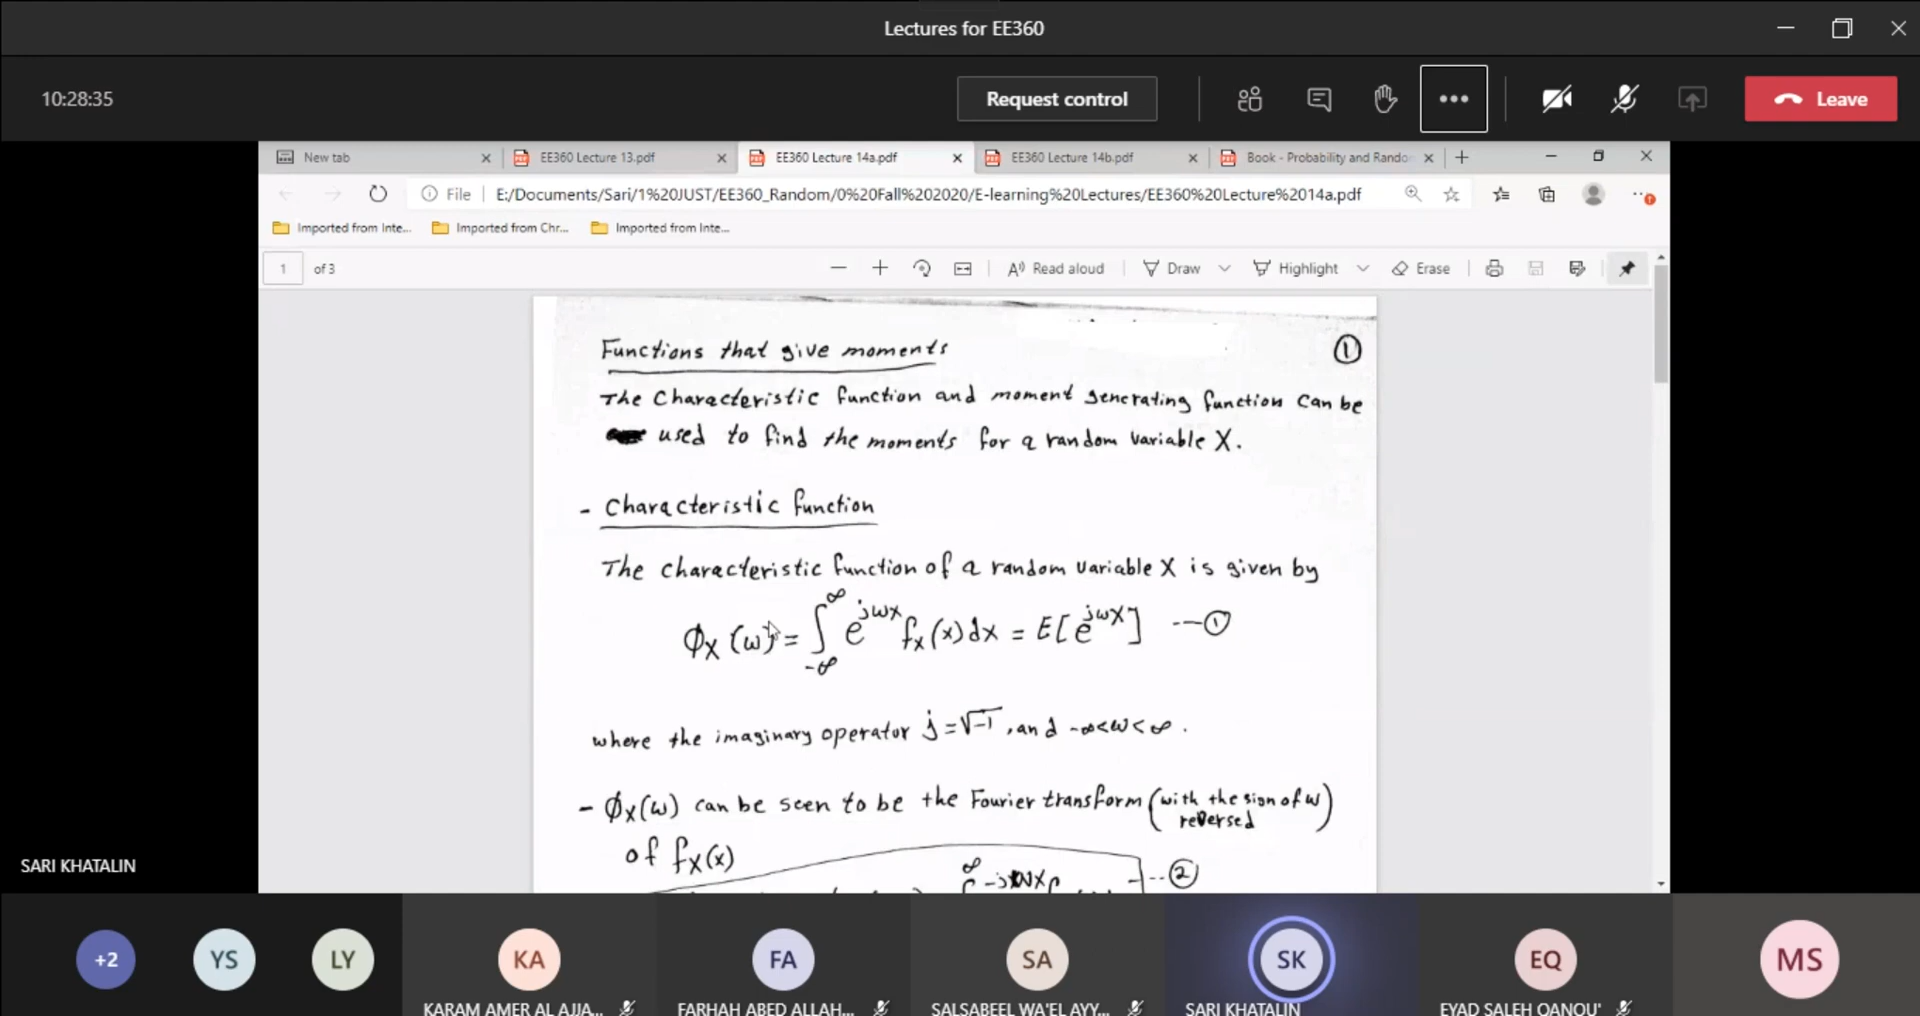 Lectures for EE360
10:28:35
Request control
Leave
New tab
EE360 Lecture 13.pdf
EE360 Lecture 14a.pdf
EE360 Lecture 14b.pdf
Book - Probability and Rando
File
E:/Documents/Sari/1%20JUST/EE360_Random/0%20Fall%202020/E-learning%20Lectures/EE360%20Lecture%2014a.pdf
Imported from Inte...
Imported from Chr...
Imported from Inte...
1 of 3
Read aloud
Draw
Highlight
Erase
Functions that give moments
①
The Characteristic function and moment generating function can be
used to find the moments for a random variable X.
- Characteristic function
The characteristic function of a random variable X is given by
ϕ_X(ω) = ∫_{-∞}^{∞} e^{jωx} f_X(x) dx = E[e^{jωX}] ---①
where the imaginary operator j = √-1, and -∞<ω<∞.
- ϕ_X(ω) can be seen to be the Fourier transform (with the sign of ω reversed)
of f_X(x)
--②
SARI KHATALIN
+2
YS
LY
KA
FA
SA
SK
EQ
MS
KARAM AMER AL AJJA...
FARHAH ABED ALLAH...
SALSABEEL WA'EL AYY...
SARI KHATALIN
EYAD SALEH QANOU'